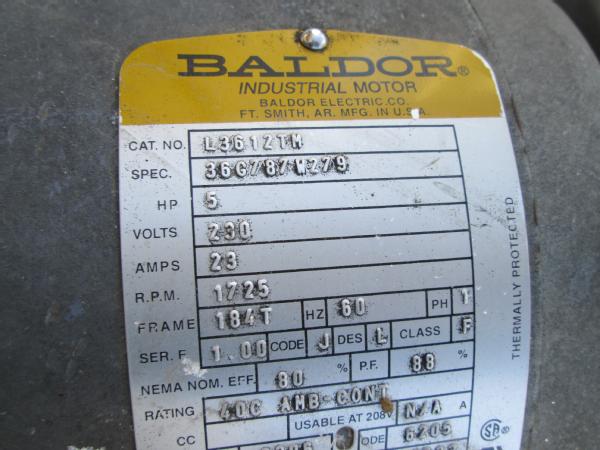 BALDOR®
INDUSTRIAL MOTOR
BALDOR ELECTRIC CO.
FT. SMITH, AR. MFG. IN U.S.A.
CAT. NO. L3612TM
SPEC. 36G787W279
HP 5
VOLTS 230
AMPS 23
R.P.M. 1725
FRAME 184T HZ 60 PH 1
SER. F. 1.00 CODE J DES L CLASS F
NEMA NOM. EFF. 80 % P.F. 88 %
RATING 40C AMB-CONT
CC USABLE AT 208V N/A A
ODE 6205
THERMALLY PROTECTED